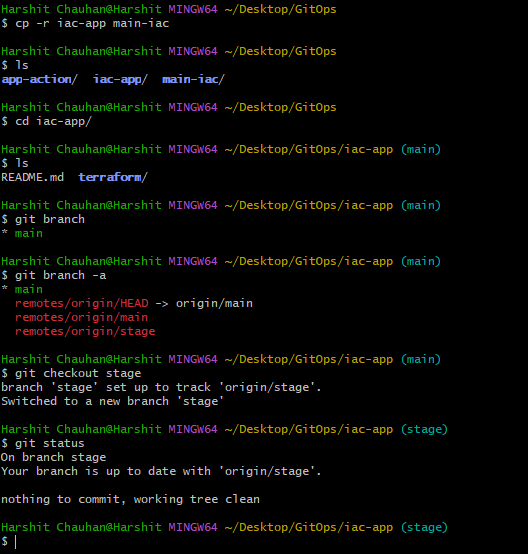 Harshit Chauhan@Harshit MINGW64 ~/Desktop/GitOps
$ cp -r iac-app main-iac
Harshit Chauhan@Harshit MINGW64 ~/Desktop/GitOps
$ ls
app-action/  iac-app/  main-iac/
Harshit Chauhan@Harshit MINGW64 ~/Desktop/GitOps
$ cd iac-app/
Harshit Chauhan@Harshit MINGW64 ~/Desktop/GitOps/iac-app (main)
$ ls
README.md  terraform/
Harshit Chauhan@Harshit MINGW64 ~/Desktop/GitOps/iac-app (main)
$ git branch
* main
Harshit Chauhan@Harshit MINGW64 ~/Desktop/GitOps/iac-app (main)
$ git branch -a
* main
  remotes/origin/HEAD -> origin/main
  remotes/origin/main
  remotes/origin/stage
Harshit Chauhan@Harshit MINGW64 ~/Desktop/GitOps/iac-app (main)
$ git checkout stage
branch 'stage' set up to track 'origin/stage'.
Switched to a new branch 'stage'
Harshit Chauhan@Harshit MINGW64 ~/Desktop/GitOps/iac-app (stage)
$ git status
On branch stage
Your branch is up to date with 'origin/stage'.
nothing to commit, working tree clean
Harshit Chauhan@Harshit MINGW64 ~/Desktop/GitOps/iac-app (stage)
$